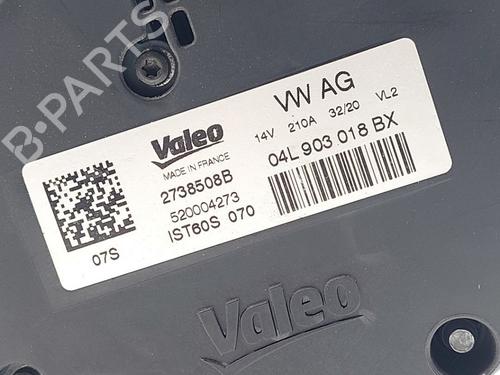 B-PARTS
Valeo
MADE IN FRANCE
2738508B
520004273
IST60S 070
07S
VW AG
14V 210A 32/20 VL2
04L 903 018 BX
Valeo